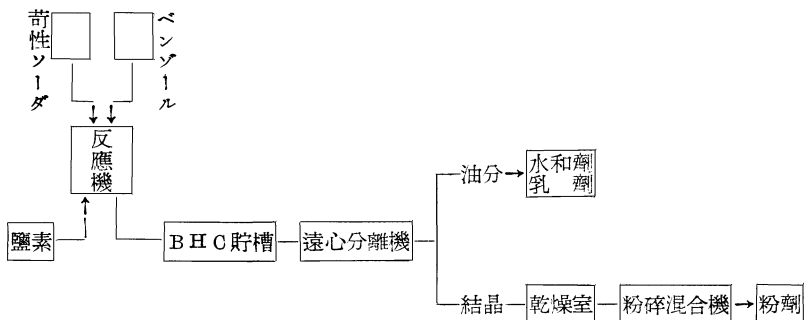 苛性ソーダ
ベンゾール
反應機
鹽素
BHC貯槽
遠心分離機
油分
水和劑
乳劑
結晶
乾燥室
粉碎混合機
粉劑